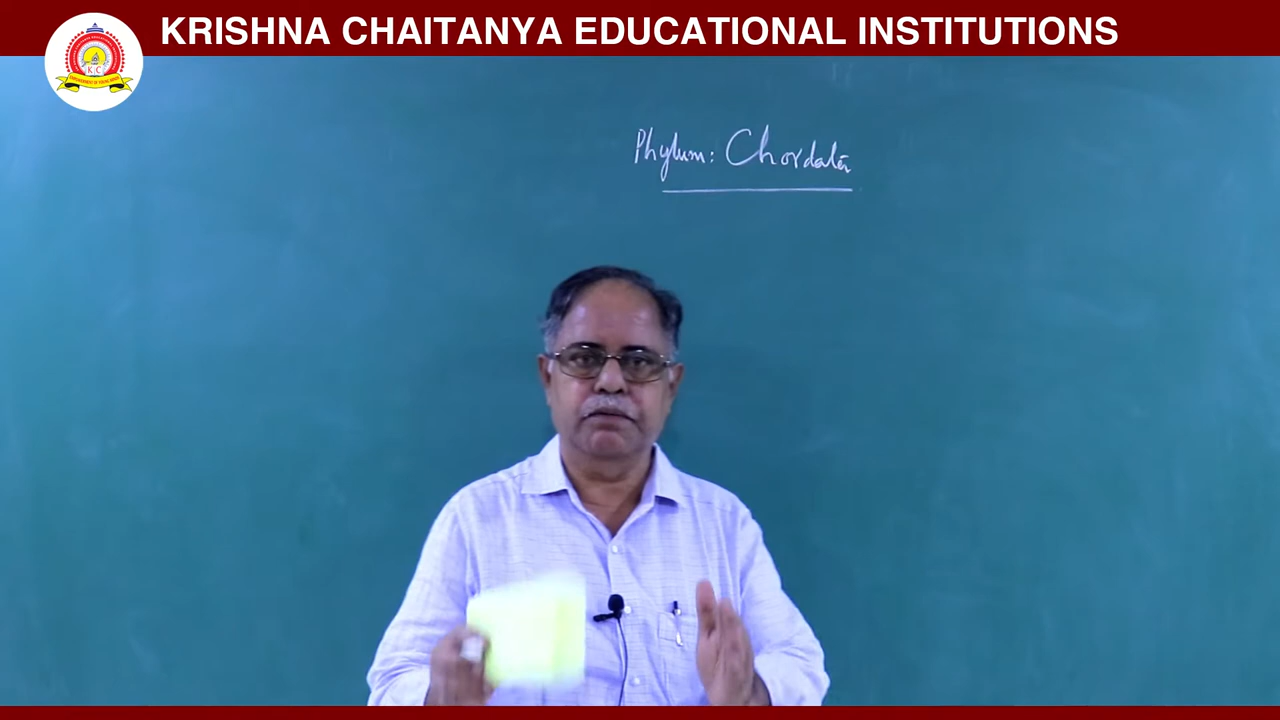 KRISHNA CHAITANYA EDUCATIONAL INSTITUTIONS
K C
Phylum: Chordata